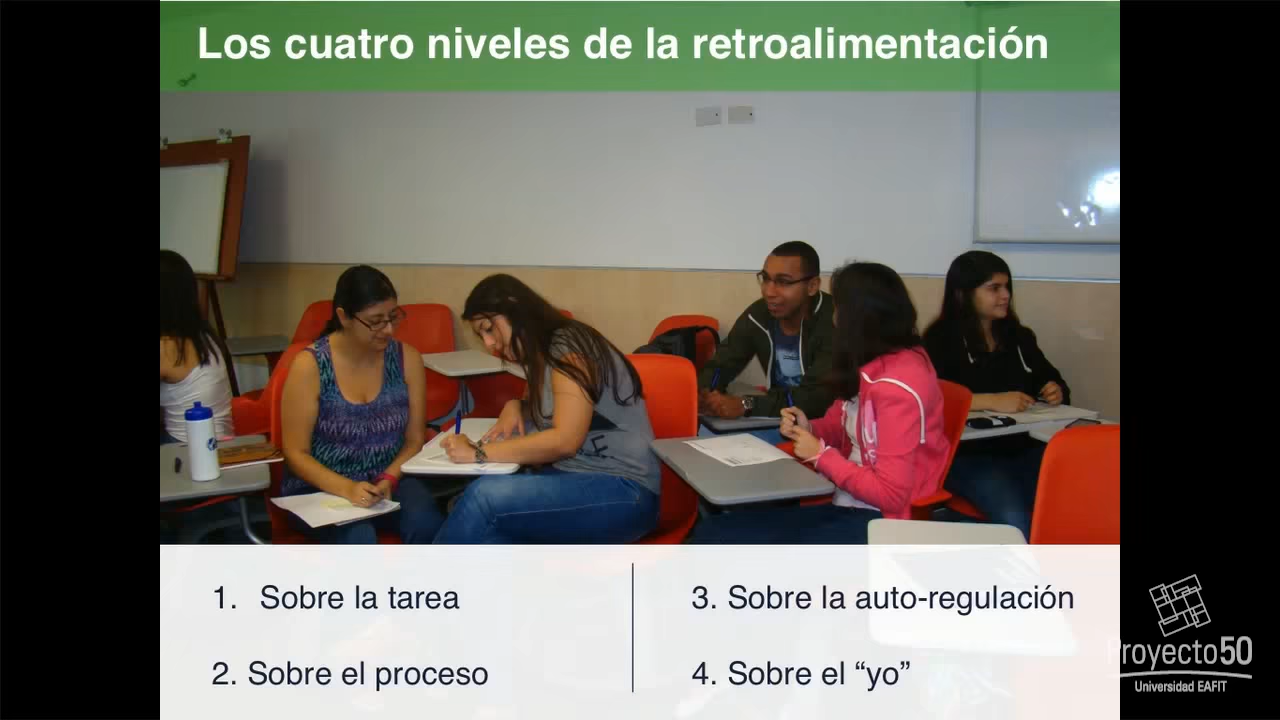 Los cuatro niveles de la retroalimentación
1. Sobre la tarea
2. Sobre el proceso
3. Sobre la auto-regulación
4. Sobre el “yo”
Proyecto50
Universidad EAFIT